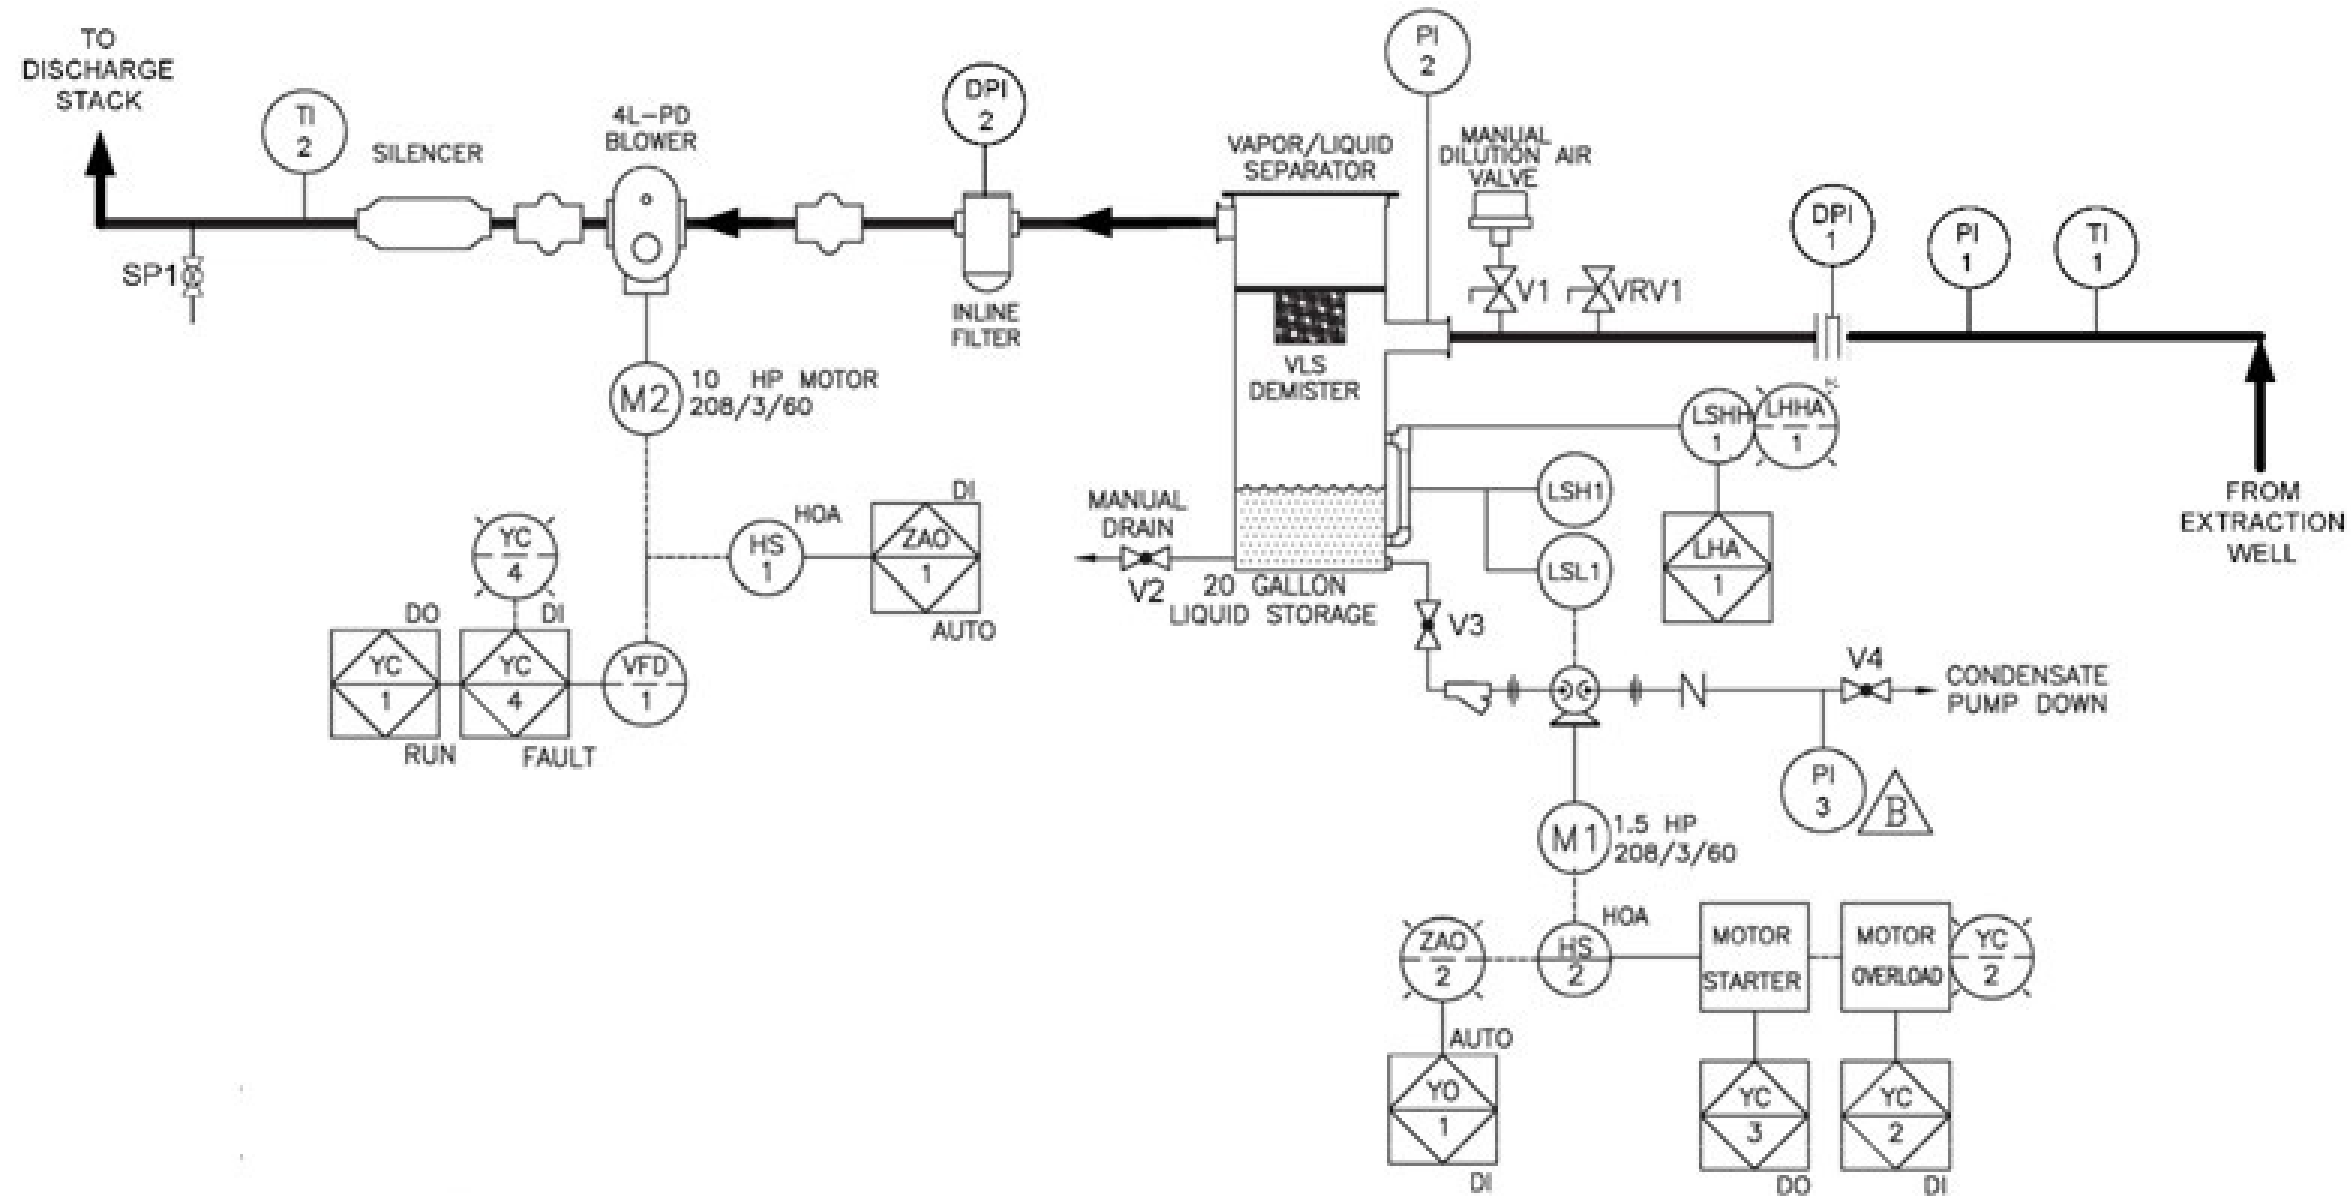 TO
DISCHARGE
STACK
TI
2
SILENCER
4L-PD
BLOWER
DPI
2
INLINE
FILTER
SP1
VAPOR/LIQUID
SEPARATOR
PI
2
MANUAL
DILUTION AIR
VALVE
V1
VRV1
DPI
1
PI
1
TI
1
FROM
EXTRACTION
WELL
VLS
DEMISTER
M2
10 HP MOTOR
208/3/60
HS
1
HOA
DI
ZAO
1
AUTO
YC
4
DO
YC
1
RUN
DI
YC
4
FAULT
VFD
1
MANUAL
DRAIN
V2
20 GALLON
LIQUID STORAGE
LSHH
1
LHHA
1
LSH1
LSL1
LHA
1
V3
V4
CONDENSATE
PUMP DOWN
PI
3
B
M1
1.5 HP
208/3/60
HOA
HS
2
ZAO
2
AUTO
YO
1
DI
MOTOR
STARTER
MOTOR
OVERLOAD
YC
2
YC
3
DO
YC
2
DI